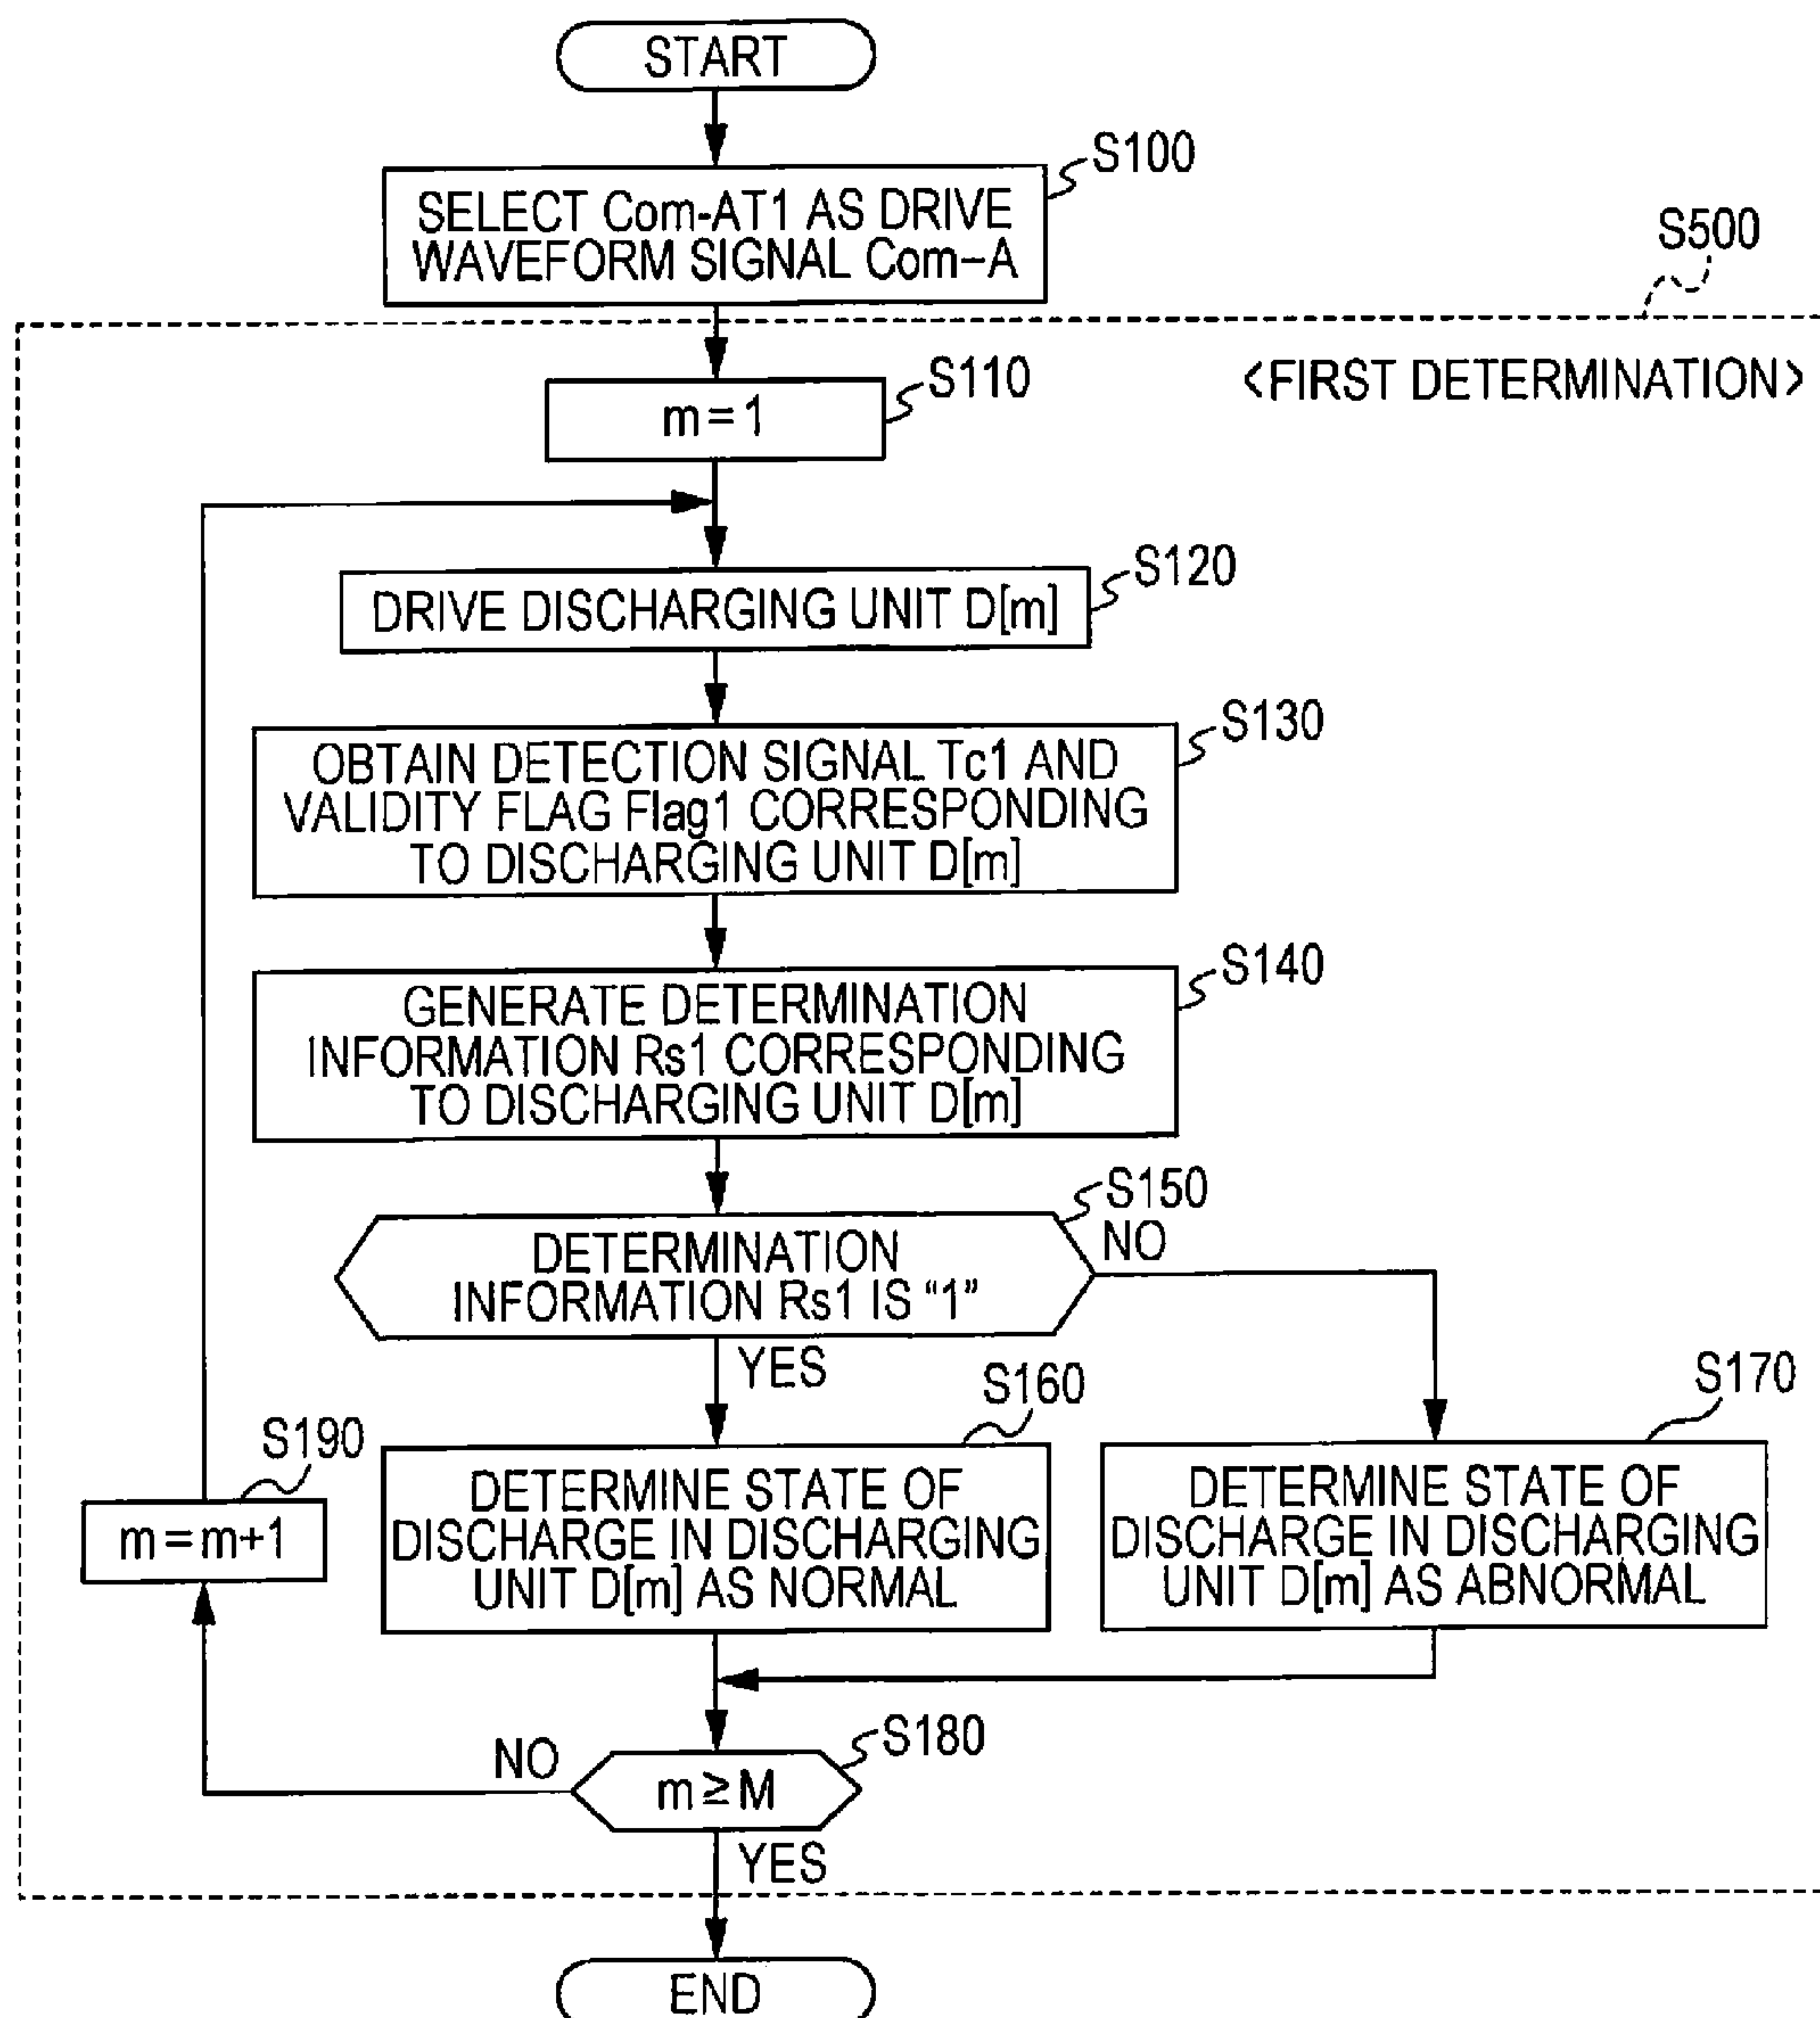 START
S100
SELECT Com-AT1 AS DRIVE
WAVEFORM SIGNAL Com-A
S500
<FIRST DETERMINATION>
S110
m=1
S120
DRIVE DISCHARGING UNIT D[m]
S130
OBTAIN DETECTION SIGNAL Tc1 AND
VALIDITY FLAG Flag1 CORRESPONDING
TO DISCHARGING UNIT D[m]
S140
GENERATE DETERMINATION
INFORMATION Rs1 CORRESPONDING
TO DISCHARGING UNIT D[m]
S150
DETERMINATION
INFORMATION Rs1 IS “1”
NO
YES
S160
DETERMINE STATE OF
DISCHARGE IN DISCHARGING
UNIT D[m] AS NORMAL
S170
DETERMINE STATE OF
DISCHARGE IN DISCHARGING
UNIT D[m] AS ABNORMAL
S190
m=m+1
S180
m≥M
NO
YES
END